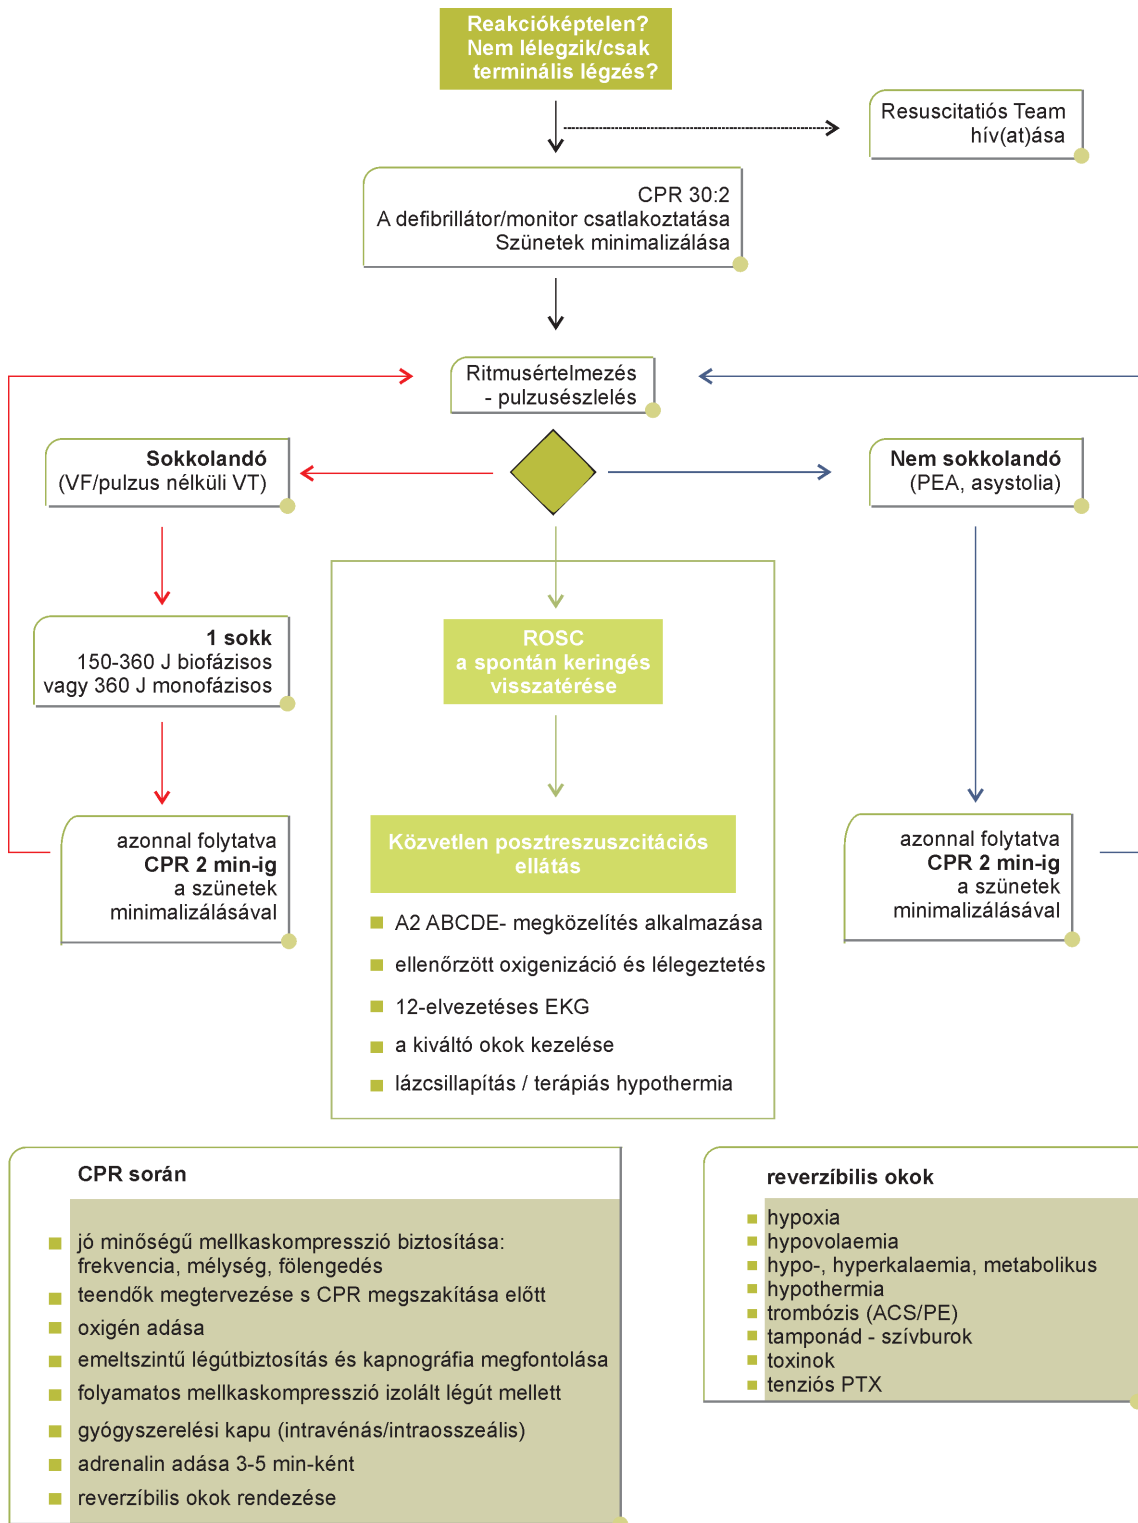 Reakcióképtelen?
Nem lélegzik/csak
terminális légzés?
Resuscitatiós Team
hív(at)ása
CPR 30:2
A defibrillátor/monitor csatlakoztatása
Szünetek minimalizálása
Ritmusértelmezés
- pulzusészlelés
Sokkolandó
(VF/pulzus nélküli VT)
Nem sokkolandó
(PEA, asystolia)
1 sokk
150-360 J biofázisos
vagy 360 J monofázisos
ROSC
a spontán keringés
visszatérése
azonnal folytatva
CPR 2 min-ig
a szünetek
minimalizálásával
Közvetlen posztreszuszcitációs
ellátás
A2 ABCDE- megközelítés alkalmazása
ellenőrzött oxigenizáció és lélegeztetés
12-elvezetéses EKG
a kiváltó okok kezelése
lázcsillapítás / terápiás hypothermia
azonnal folytatva
CPR 2 min-ig
a szünetek
minimalizálásával
CPR során
jó minőségű mellkaskompresszió biztosítása:
frekvencia, mélység, fölengedés
teendők megtervezése s CPR megszakítása előtt
oxigén adása
emeltszintű légútbiztosítás és kapnográfia megfontolása
folyamatos mellkaskompresszió izolált légút mellett
gyógyszerelési kapu (intravénás/intraosszeális)
adrenalin adása 3-5 min-ként
reverzíbilis okok rendezése
reverzíbilis okok
hypoxia
hypovolaemia
hypo-, hyperkalaemia, metabolikus
hypothermia
trombózis (ACS/PE)
tamponád - szívburok
toxinok
tenziós PTX